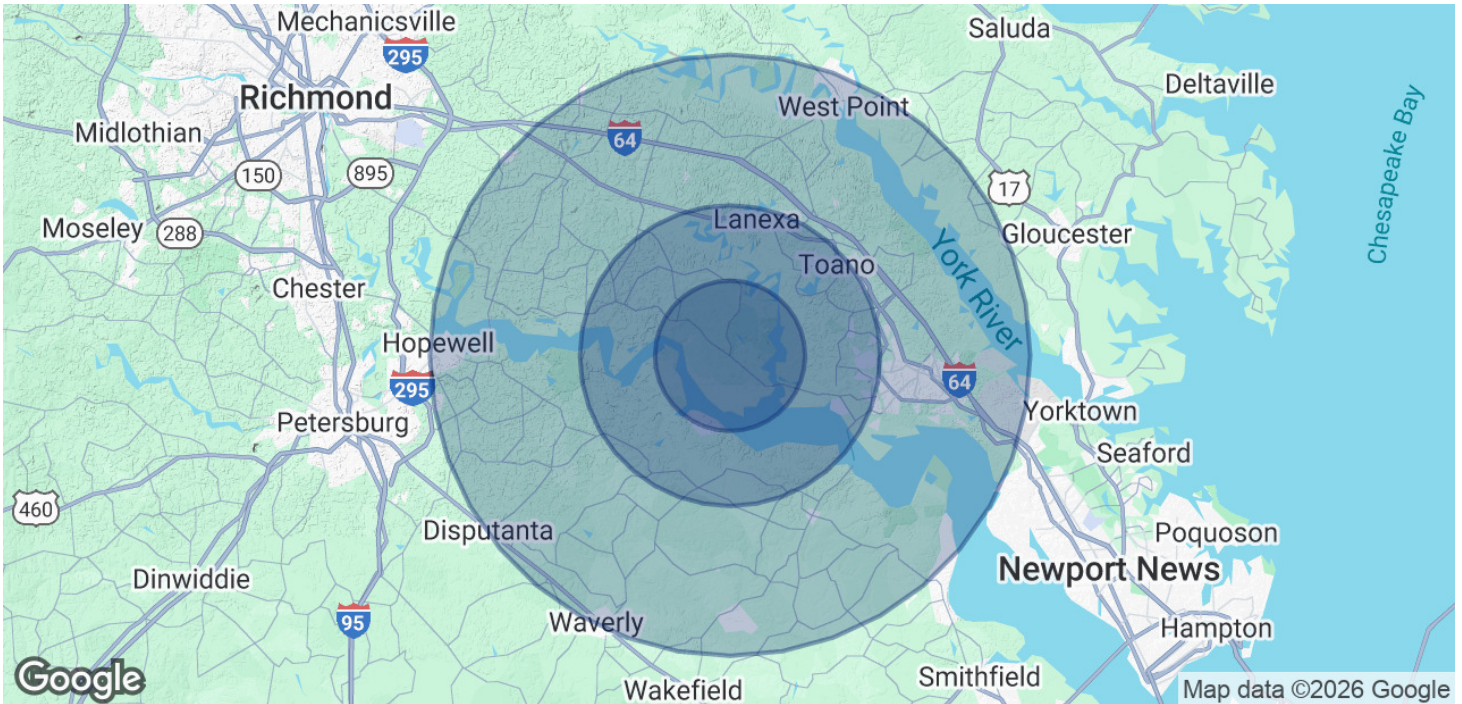 Mechanicsville
Saluda
295
Deltaville
Richmond
West Point
Midlothian
64
Chesapeake Bay
150
895
17
Moseley
288
Lanexa
Gloucester
Toano
York River
Chester
Hopewell
295
64
Petersburg
Yorktown
Seaford
460
Disputanta
Poquoson
Dinwiddie
Newport News
95
Waverly
Hampton
Google
Wakefield
Smithfield
Map data ©2026 Google